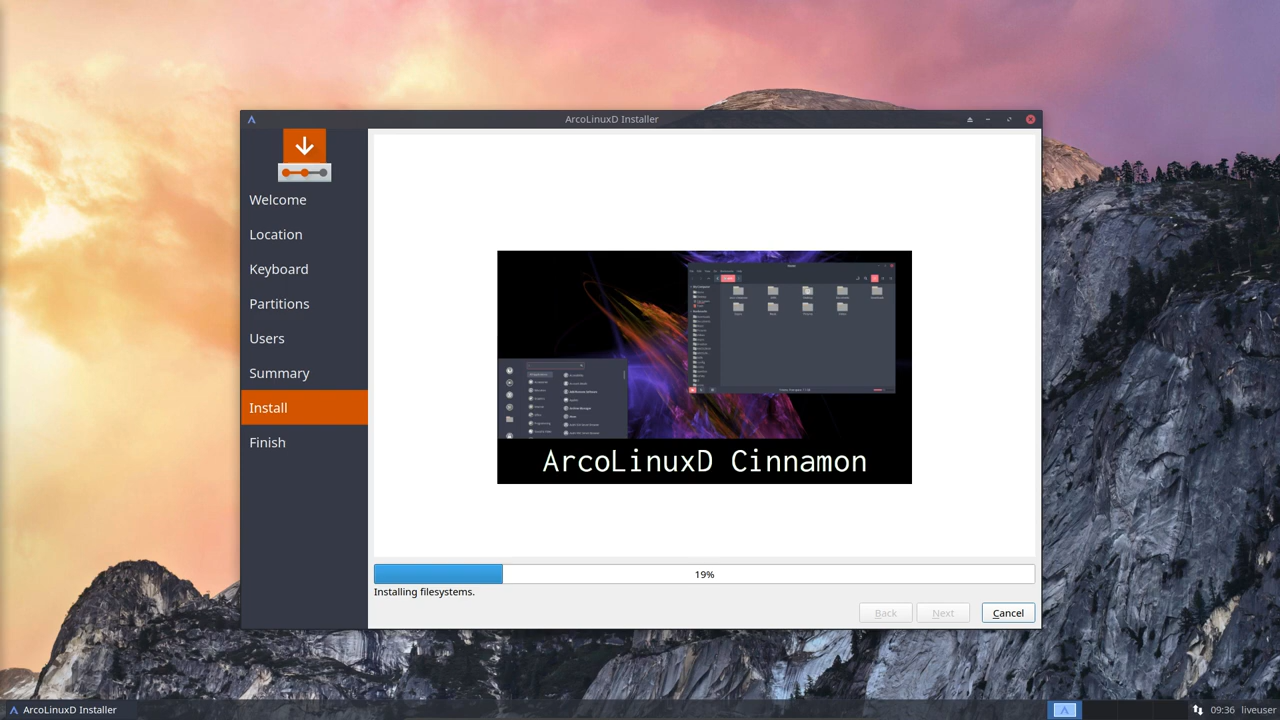 ArcoLinuxD Installer
Welcome
Location
Keyboard
Partitions
Users
Summary
Install
Finish
ArcoLinuxD Cinnamon
19%
Installing filesystems.
Back
Next
Cancel
ArcoLinuxD Installer
09:36
liveuser